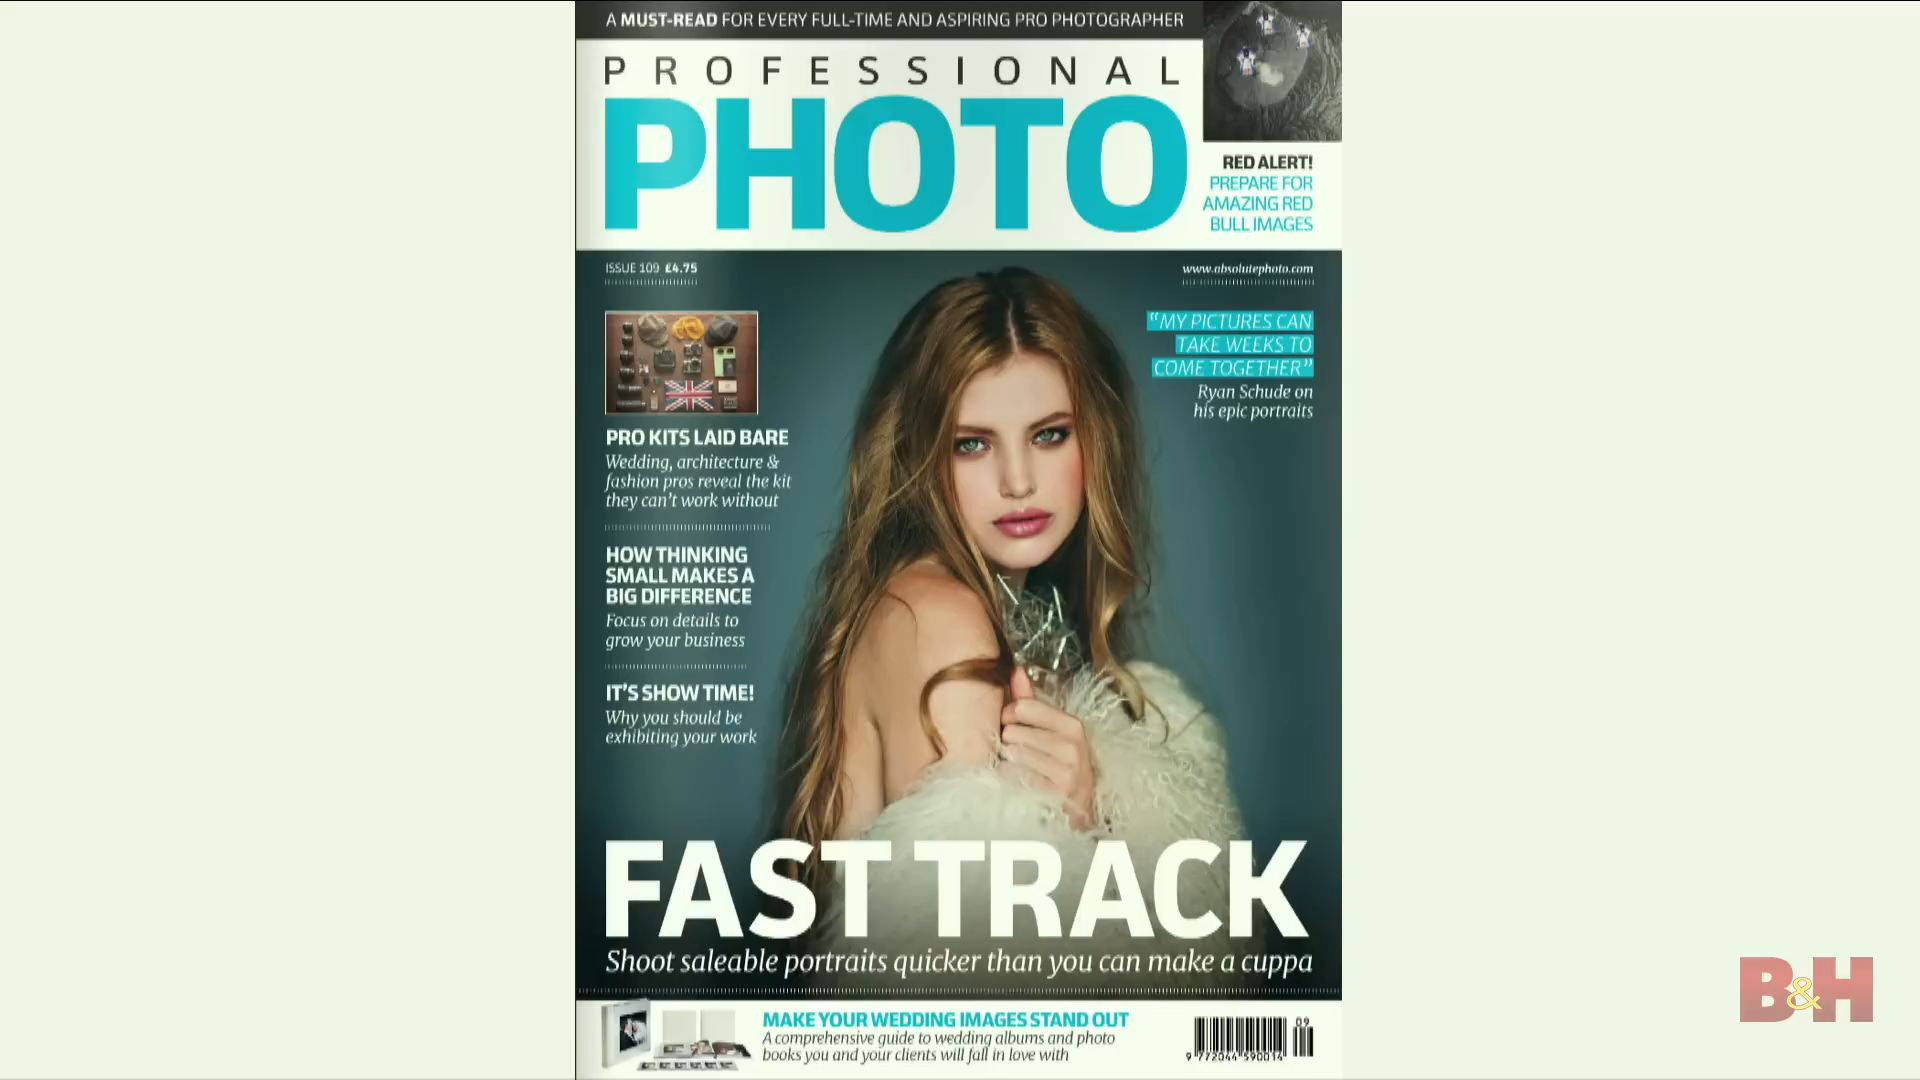 A MUST-READ FOR EVERY FULL-TIME AND ASPIRING PRO PHOTOGRAPHER
PROFESSIONAL
PHOTO
RED ALERT!
PREPARE FOR
AMAZING RED
BULL IMAGES
ISSUE 109 £4.75
www.absolutephoto.com
"MY PICTURES CAN
TAKE WEEKS TO
COME TOGETHER"
Ryan Schude on
his epic portraits
PRO KITS LAID BARE
Wedding, architecture &
fashion pros reveal the kit
they can't work without
HOW THINKING
SMALL MAKES A
BIG DIFFERENCE
Focus on details to
grow your business
IT'S SHOW TIME!
Why you should be
exhibiting your work
FAST TRACK
Shoot saleable portraits quicker than you can make a cuppa
MAKE YOUR WEDDING IMAGES STAND OUT
A comprehensive guide to wedding albums and photo
books you and your clients will fall in love with
09
9 772044 590014
B&H